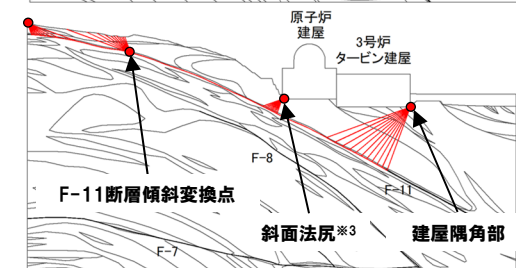 原子炉
建屋
3号炉
タービン建屋
F-8
F-11
F-11断層傾斜変換点
斜面法尻※3
建屋隅角部
F-7